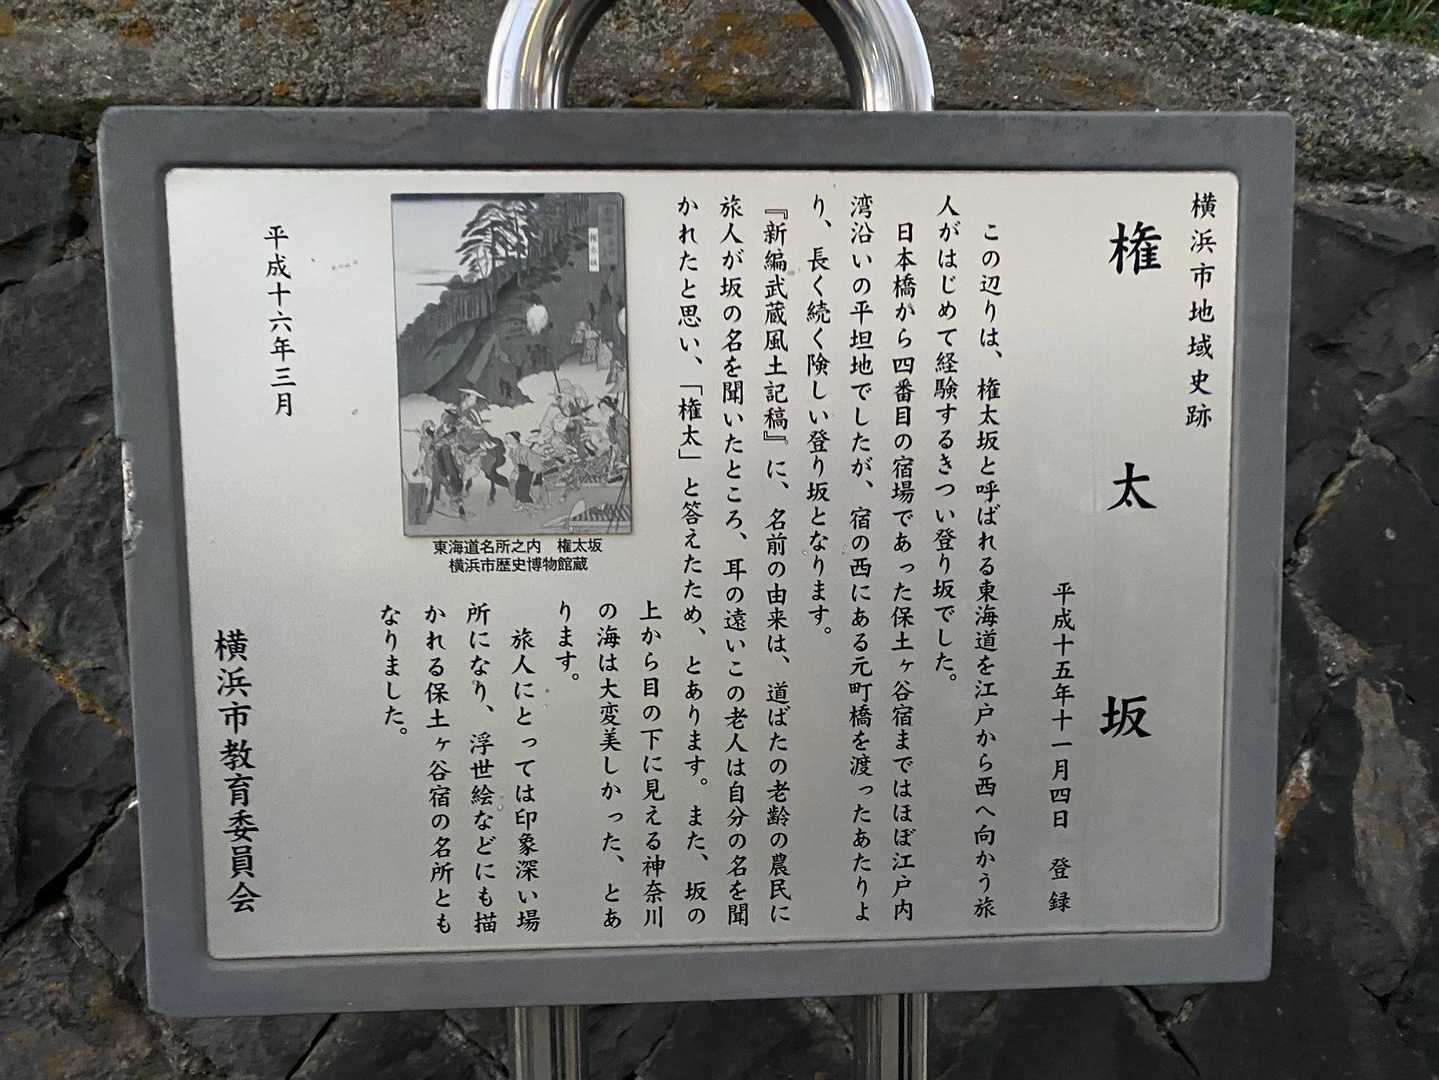 横浜市地域史跡
権太坂
平成十五年十一月四日　登録
この辺りは、権太坂と呼ばれる東海道を江戸から西へ向かう旅
人がはじめて経験するきつい登り坂でした。
日本橋から四番目の宿場であった保土ヶ谷宿まではほぼ江戸内
湾沿いの平坦地でしたが、宿の西にある元町橋を渡ったあたりよ
り、長く続く険しい登り坂となります。
『新編武蔵風土記稿』に、名前の由来は、道ばたの老齢の農民に
旅人が坂の名を聞いたところ、耳の遠いこの老人は自分の名を聞
かれたと思い、「権太」と答えたため、とあります。また、坂の
上から目の下に見える神奈川
の海は大変美しかった、とあ
ります。
旅人にとっては印象深い場
所になり、浮世絵などにも描
かれる保土ヶ谷宿の名所とも
なりました。
東海道名所之内　権太坂
横浜市歴史博物館蔵
平成十六年三月
横浜市教育委員会